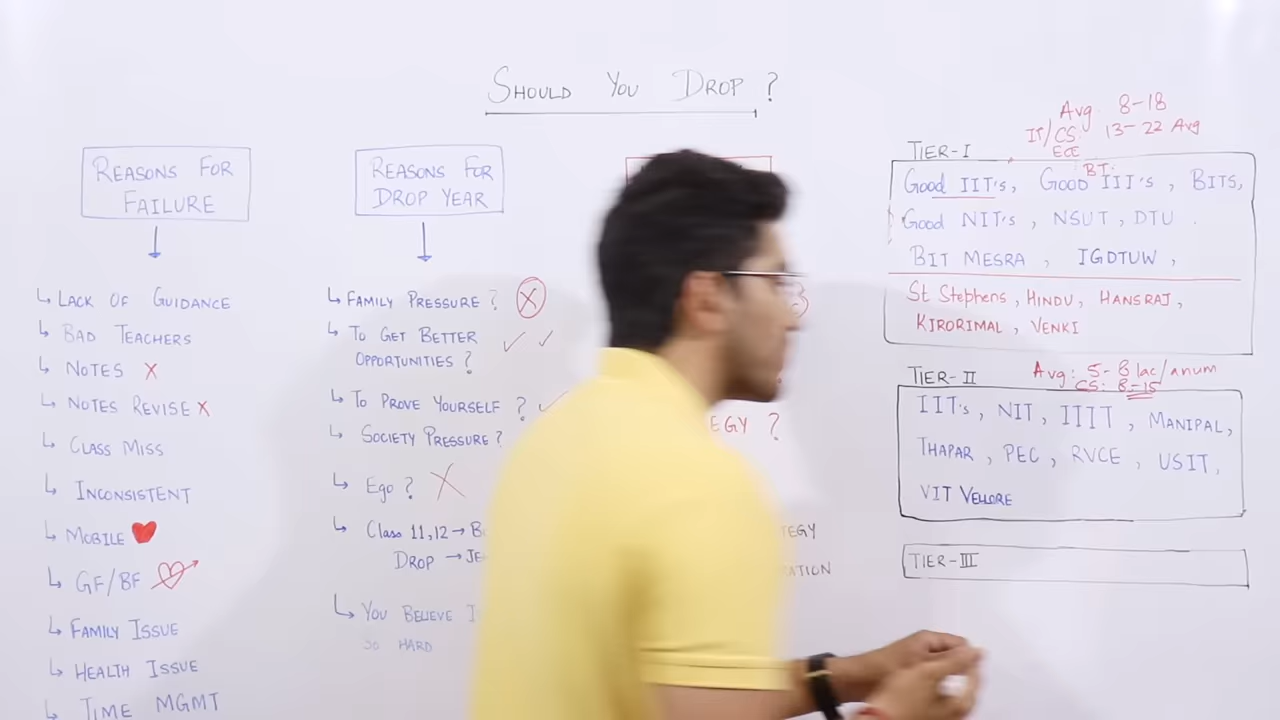 SHOULD YOU DROP ?
REASONS FOR
FAILURE
LACK OF GUIDANCE
BAD TEACHERS
NOTES X
NOTES REVISE X
CLASS MISS
INCONSISTENT
MOBILE
GF/BF
FAMILY ISSUE
HEALTH ISSUE
TIME MGMT
REASONS FOR
DROP YEAR
FAMILY PRESSURE ?
TO GET BETTER
OPPORTUNITIES ?
TO PROVE YOURSELF ?
SOCIETY PRESSURE ?
Ego ?
Class 11,12 →
DROP →
YOU BELIEVE
SO HARD
Avg. 8-18
IT/CS: 13-22 Avg
ECE
TIER-I
BT.
Good IIT's, Good IIIT's, BITS,
Good NIT's, NSUT, DTU.
BIT MESRA, IGDTUW,
St Stephens, HINDU, HANSRAJ,
KIRORIMAL, VENKI
TIER-II
Avg: 5-8 lac/anum
CS: 8-15
IIT's, NIT, IIIT, MANIPAL,
THAPAR, PEC, RVCE, USIT,
VIT VELLORE
TIER-III